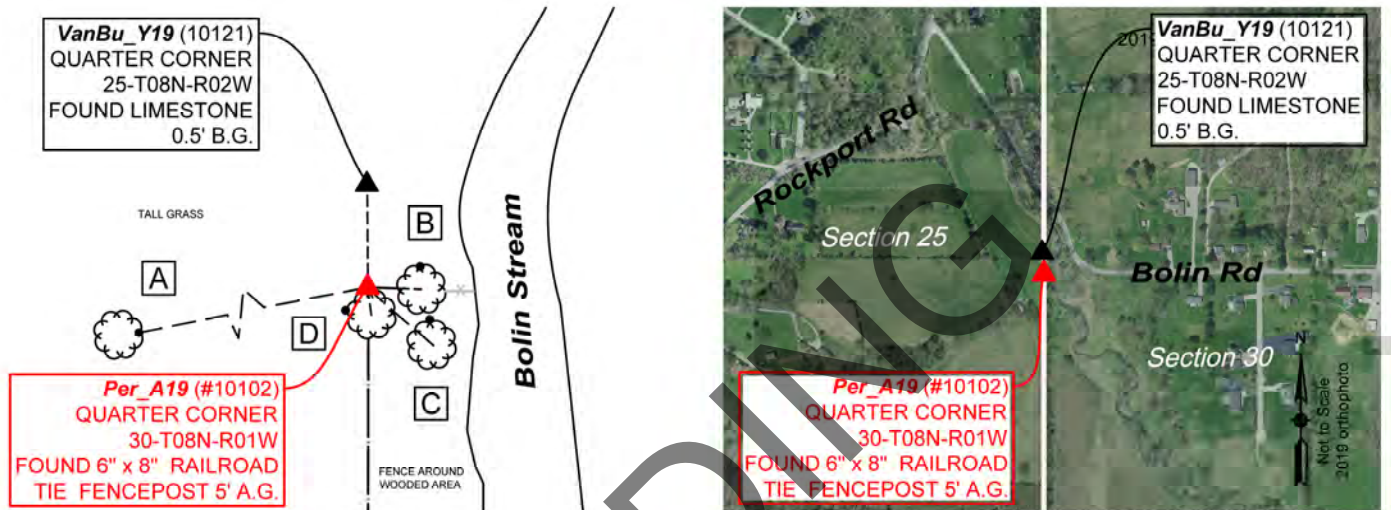 VanBu_Y19 (10121)
QUARTER CORNER
25-T08N-R02W
FOUND LIMESTONE
0.5' B.G.
TALL GRASS
A
B
D
C
Bolin Stream
Per_A19 (#10102)
QUARTER CORNER
30-T08N-R01W
FOUND 6" x 8" RAILROAD
TIE FENCEPOST 5' A.G.
FENCE AROUND
WOODED AREA
VanBu_Y19 (10121)
QUARTER CORNER
25-T08N-R02W
FOUND LIMESTONE
0.5' B.G.
Rockport Rd
Section 25
Bolin Rd
Section 30
Per_A19 (#10102)
QUARTER CORNER
30-T08N-R01W
FOUND 6" x 8" RAILROAD
TIE FENCEPOST 5' A.G.
N
Not to Scale
2019 orthophoto
DING